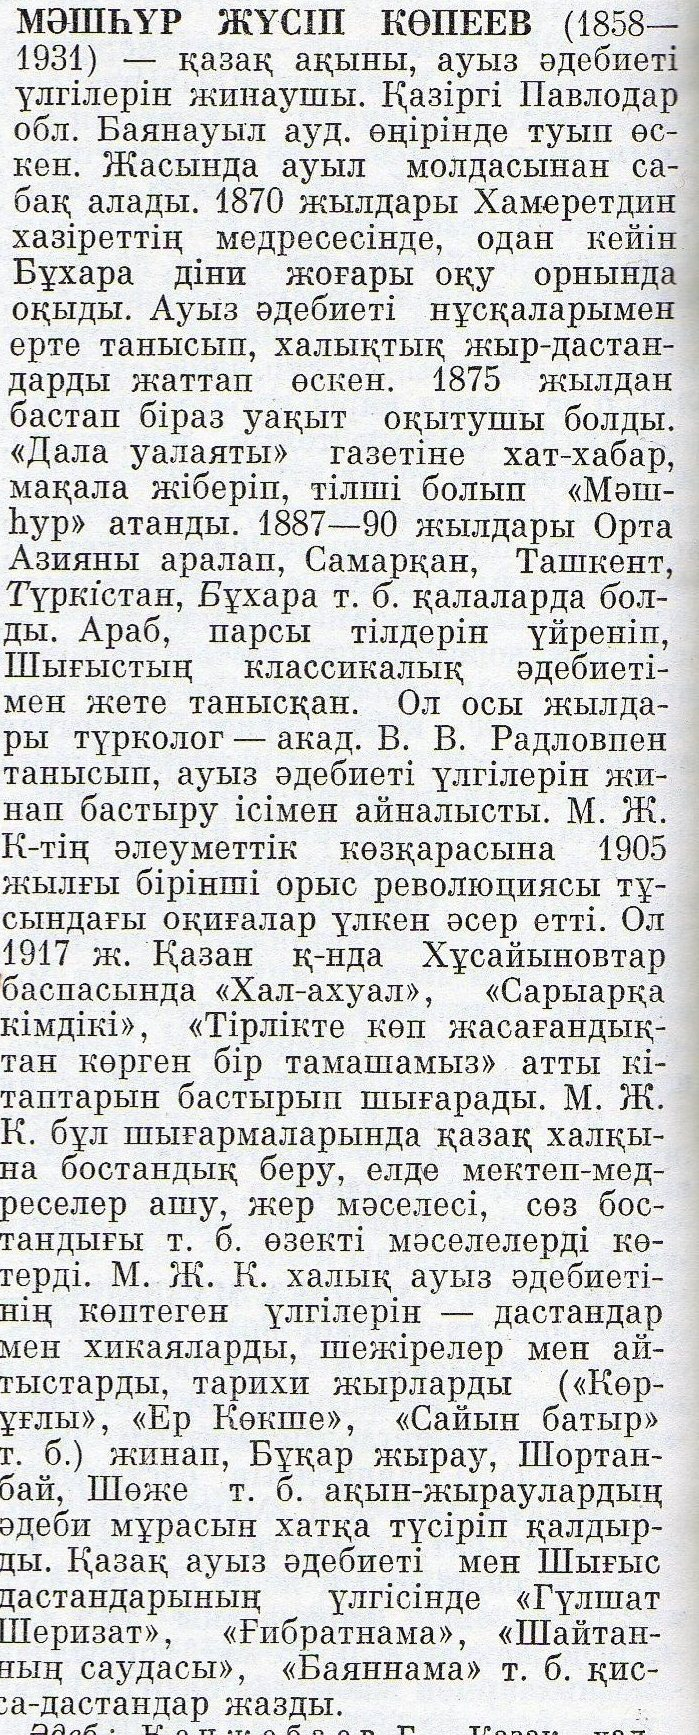 МӘШҺҮР ЖҮСІП КӨПЕЕВ (1858—
1931) — қазақ ақыны, ауыз әдебиеті
үлгілерін жинаушы. Қазіргі Павлодар
обл. Баянауыл ауд. өңірінде туып өс-
кен. Жасында ауыл молдасынан са-
бақ алады. 1870 жылдары Хамеретдин
хазіреттің медресесінде, одан кейін
Бұхара діни жоғары оқу орнында
оқыды. Ауыз әдебиеті нұсқаларымен
ерте танысып, халықтық жыр-дастан-
дарды жаттап өскен. 1875 жылдан
бастап біраз уақыт оқытушы болды.
«Дала уалаяты» газетіне хат-хабар,
мақала жіберіп, тілші болып «Мәш-
һур» атанды. 1887—90 жылдары Орта
Азияны аралап, Самарқан, Ташкент,
Түркістан, Бұхара т. б. қалаларда бол-
ды. Араб, парсы тілдерін үйреніп,
Шығыстың классикалық әдебиеті-
мен жете танысқан. Ол осы жылда-
ры түрколог — акад. В. В. Радловпен
танысып, ауыз әдебиеті үлгілерін жи-
нап бастыру ісімен айналысты. М. Ж.
К-тің әлеуметтік көзқарасына 1905
жылғы бірінші орыс революциясы тұ-
сындағы оқиғалар үлкен әсер етті. Ол
1917 ж. Қазан қ-нда Хұсайыновтар
баспасында «Хал-ахуал», «Сарыарқа
кімдікі», «Тірлікте көп жасағандық-
тан көрген бір тамашамыз» атты кі-
таптарын бастырып шығарады. М. Ж.
К. бұл шығармаларында қазақ халқы-
на бостандық беру, елде мектеп-мед-
реселер ашу, жер мәселесі, сөз бос-
тандығы т. б. өзекті мәселелерді кө-
терді. М. Ж. К. халық ауыз әдебиеті-
нің көптеген үлгілерін — дастандар
мен хикаяларды, шежірелер мен ай-
тыстарды, тарихи жырларды («Көр-
ұғлы», «Ер Көкше», «Сайын батыр»
т. б.) жинап, Бұқар жырау, Шортан-
бай, Шөже т. б. ақын-жыраулардың
әдеби мұрасын хатқа түсіріп қалдыр-
ды. Қазақ ауыз әдебиеті мен Шығыс
дастандарының үлгісінде «Гүлшат
Шеризат», «Ғибратнама», «Шайтан-
ның саудасы», «Баяннама» т. б. қис-
са-дастандар жазды.